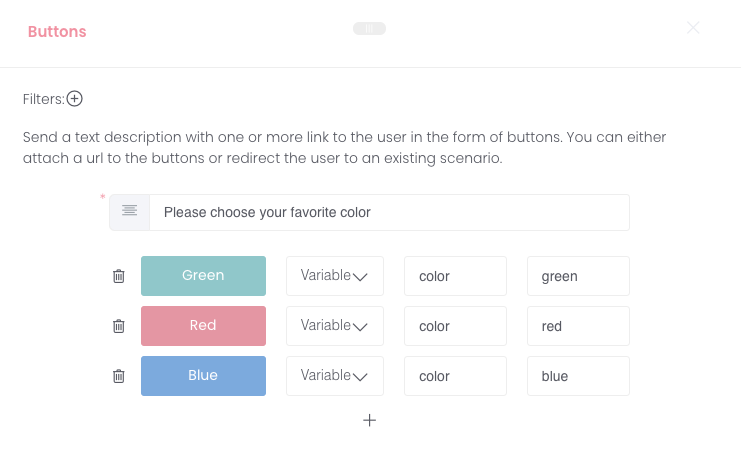 Buttons
Filters:
Send a text description with one or more link to the user in the form of buttons. You can either
attach a url to the buttons or redirect the user to an existing scenario.
* Please choose your favorite color
Green Variable color green
Red Variable color red
Blue Variable color blue